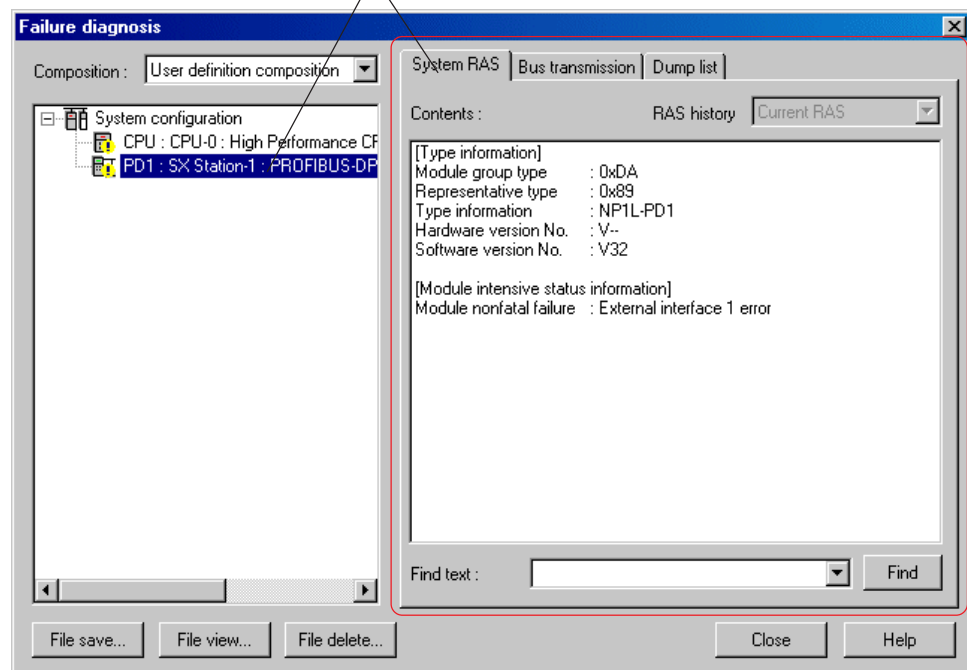 Failure diagnosis
Composition :
User definition composition
System configuration
CPU : CPU-0 : High Performance CF
PD1 : SX Station-1 : PROFIBUS-DP
System RAS
Bus transmission
Dump list
Contents :
RAS history
Current RAS
[Type information]
Module group type : 0xDA
Representative type : 0x89
Type information : NP1L-PD1
Hardware version No. : V--
Software version No. : V32
[Module intensive status information]
Module nonfatal failure : External interface 1 error
Find text :
Find
File save...
File view...
File delete...
Close
Help